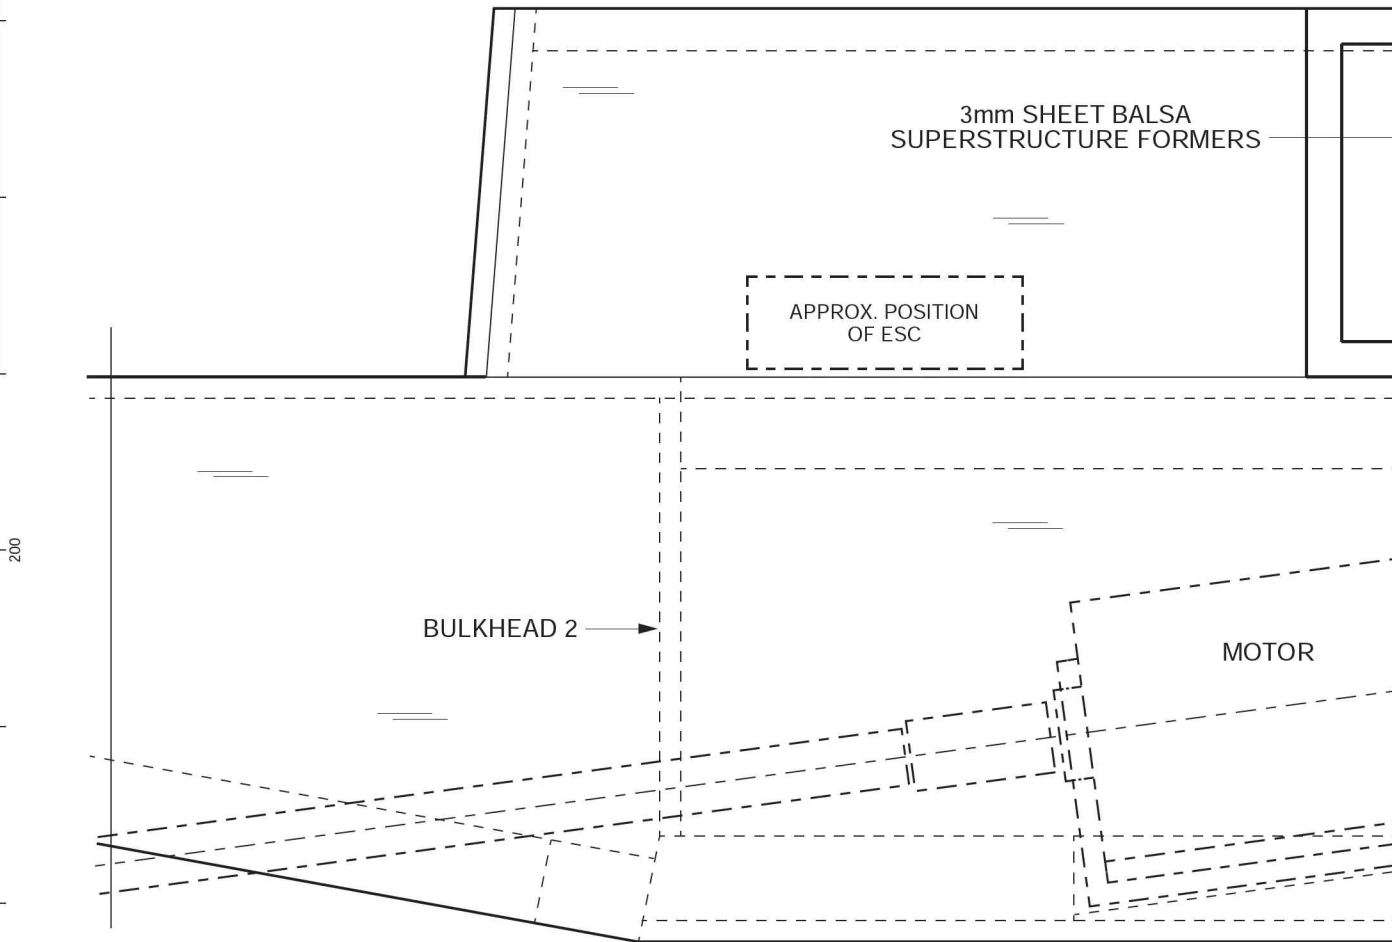 3mm SHEET BALSA
SUPERSTRUCTURE FORMERS
APPROX. POSITION
OF ESC
200
BULKHEAD 2
MOTOR